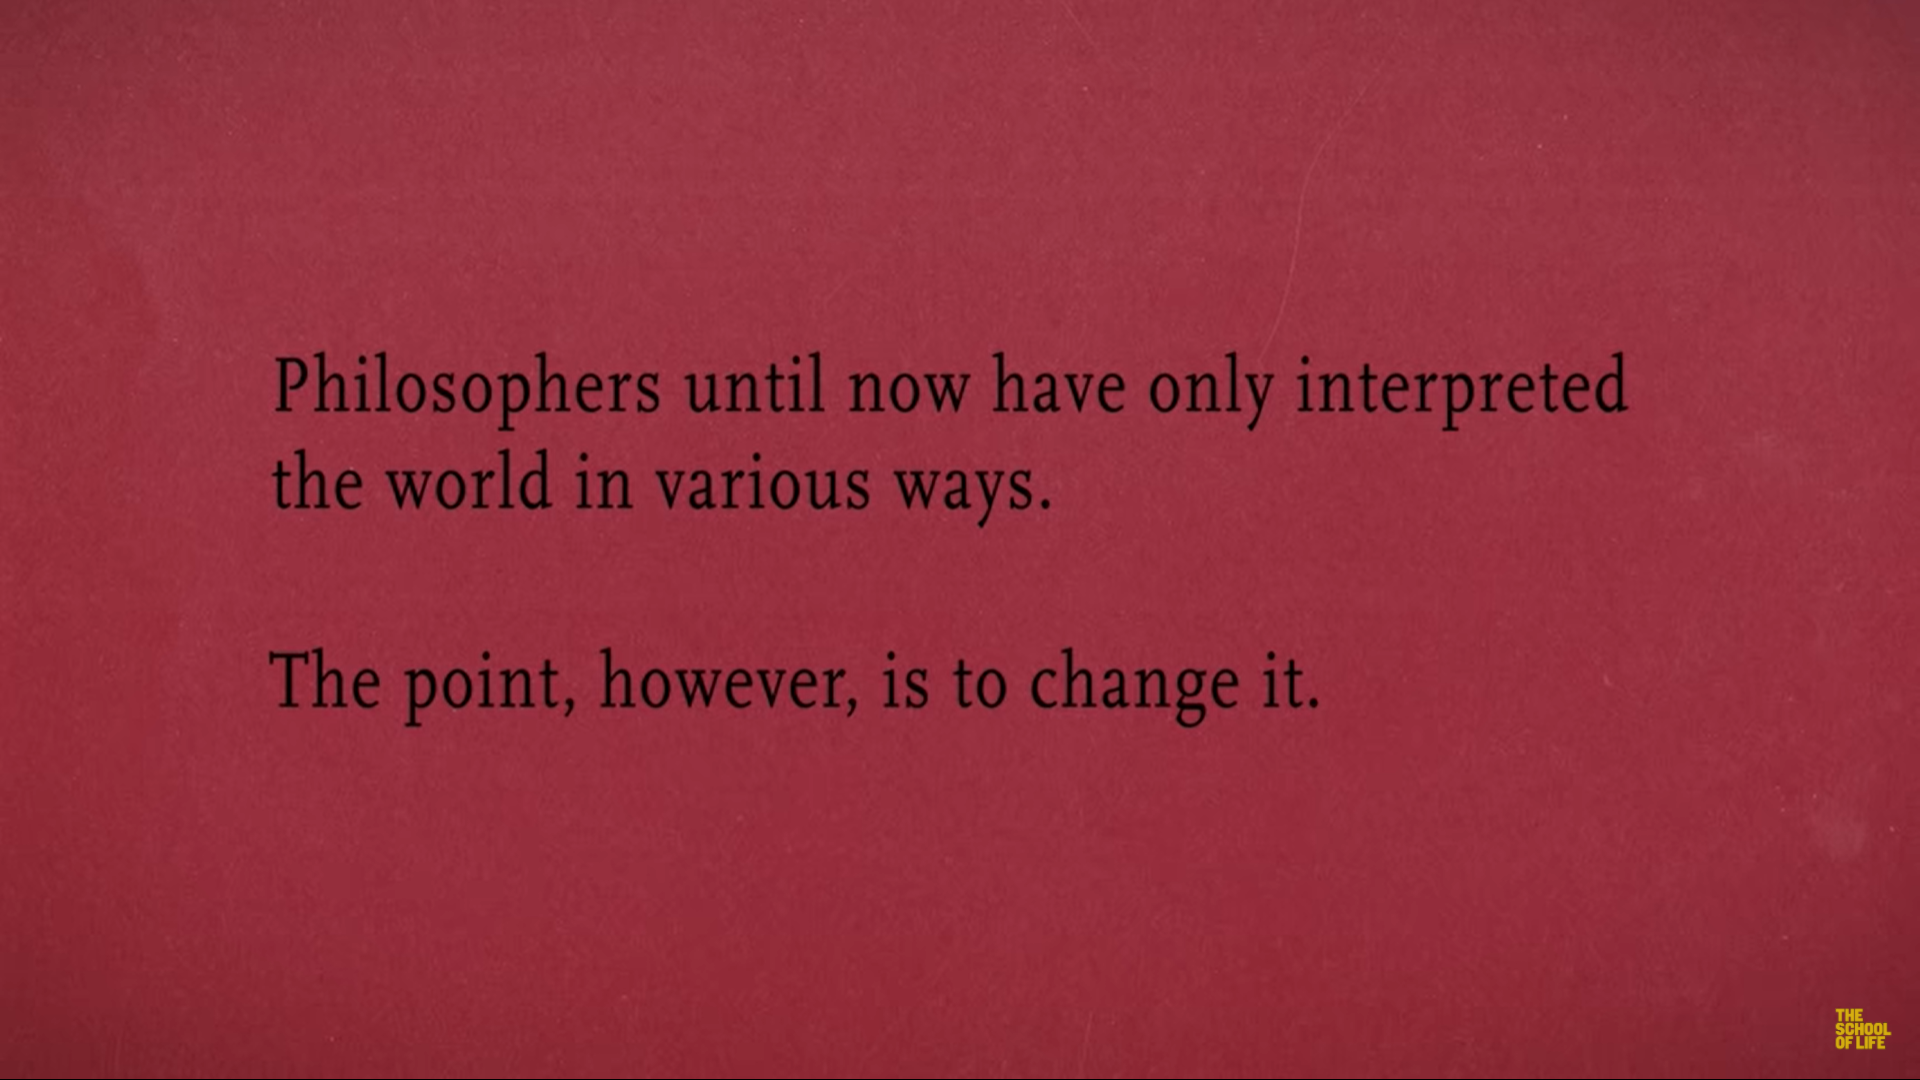 Philosophers until now have only interpreted
the world in various ways.
The point, however, is to change it.
THE
SCHOOL
OF LIFE